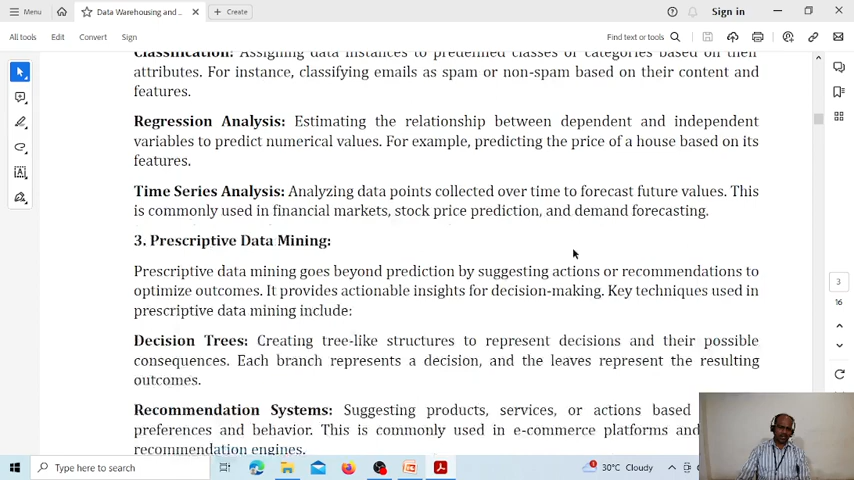 Menu
Data Warehousing and ...
Create
Sign in
All tools
Edit
Convert
Sign
Find text or tools
Classification: Assigning data instances to predefined classes or categories based on their
attributes. For instance, classifying emails as spam or non-spam based on their content and
features.
Regression Analysis: Estimating the relationship between dependent and independent
variables to predict numerical values. For example, predicting the price of a house based on its
features.
Time Series Analysis: Analyzing data points collected over time to forecast future values. This
is commonly used in financial markets, stock price prediction, and demand forecasting.
3. Prescriptive Data Mining:
Prescriptive data mining goes beyond prediction by suggesting actions or recommendations to
optimize outcomes. It provides actionable insights for decision-making. Key techniques used in
prescriptive data mining include:
Decision Trees: Creating tree-like structures to represent decisions and their possible
consequences. Each branch represents a decision, and the leaves represent the resulting
outcomes.
Recommendation Systems: Suggesting products, services, or actions based
preferences and behavior. This is commonly used in e-commerce platforms and
recommendation engines.
3
16
Type here to search
30°C Cloudy